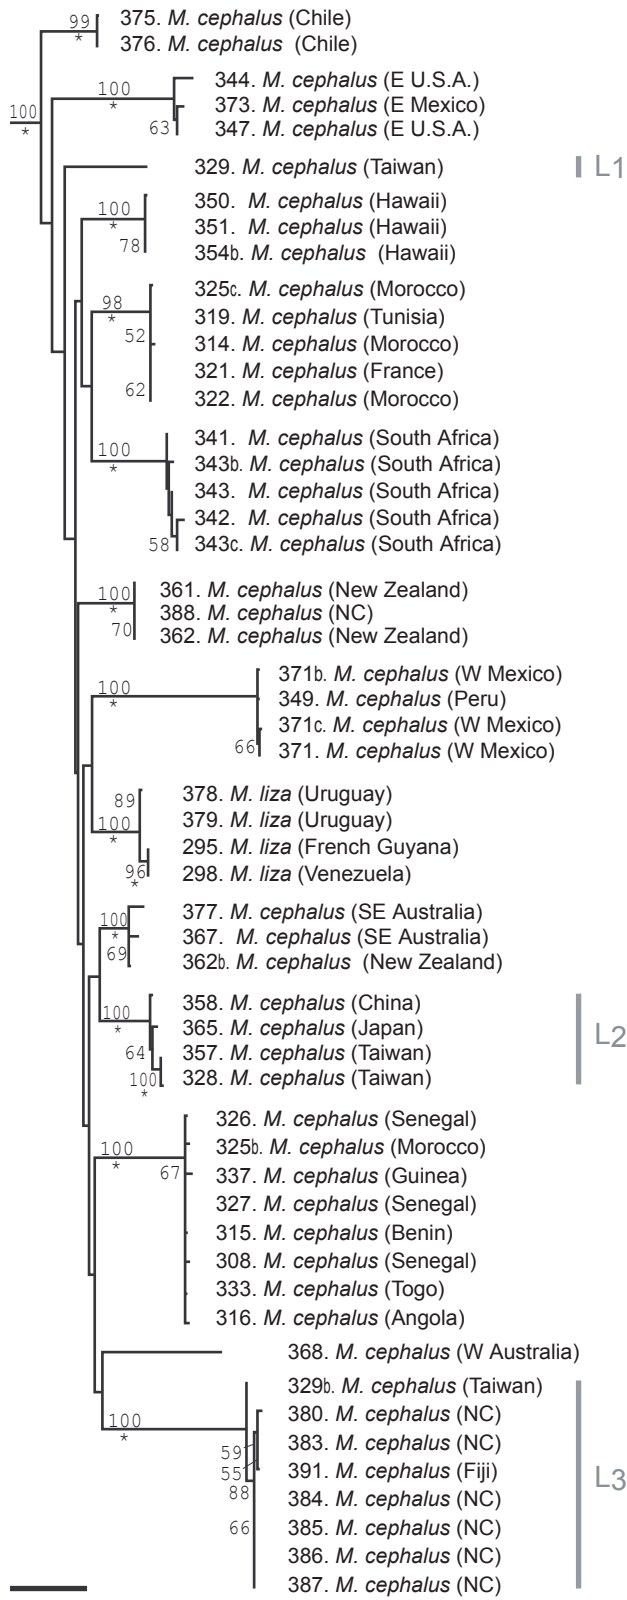 99
375. M. cephalus (Chile)
*
376. M. cephalus (Chile)
344. M. cephalus (E U.S.A.)
100
373. M. cephalus (E Mexico)
*
100
63
347. M. cephalus (E U.S.A.)
*
329. M. cephalus (Taiwan)
L1
350. M. cephalus (Hawaii)
100
351. M. cephalus (Hawaii)
*
78
354b. M. cephalus (Hawaii)
325c. M. cephalus (Morocco)
98
319. M. cephalus (Tunisia)
*
52
314. M. cephalus (Morocco)
321. M. cephalus (France)
62
322. M. cephalus (Morocco)
341. M. cephalus (South Africa)
100
343b. M. cephalus (South Africa)
*
343. M. cephalus (South Africa)
342. M. cephalus (South Africa)
58
343c. M. cephalus (South Africa)
361. M. cephalus (New Zealand)
100
388. M. cephalus (NC)
*
70
362. M. cephalus (New Zealand)
371b. M. cephalus (W Mexico)
100
349. M. cephalus (Peru)
*
371c. M. cephalus (W Mexico)
66
371. M. cephalus (W Mexico)
378. M. liza (Uruguay)
89
379. M. liza (Uruguay)
100
*
295. M. liza (French Guyana)
96
298. M. liza (Venezuela)
*
377. M. cephalus (SE Australia)
100
367. M. cephalus (SE Australia)
*
69
362b. M. cephalus (New Zealand)
358. M. cephalus (China)
100
365. M. cephalus (Japan)
*
L2
64
357. M. cephalus (Taiwan)
100
328. M. cephalus (Taiwan)
*
326. M. cephalus (Senegal)
100
325b. M. cephalus (Morocco)
*
67
337. M. cephalus (Guinea)
327. M. cephalus (Senegal)
315. M. cephalus (Benin)
308. M. cephalus (Senegal)
333. M. cephalus (Togo)
316. M. cephalus (Angola)
368. M. cephalus (W Australia)
329b. M. cephalus (Taiwan)
100
380. M. cephalus (NC)
*
59
383. M. cephalus (NC)
55
391. M. cephalus (Fiji)
L3
88
384. M. cephalus (NC)
66
385. M. cephalus (NC)
386. M. cephalus (NC)
387. M. cephalus (NC)